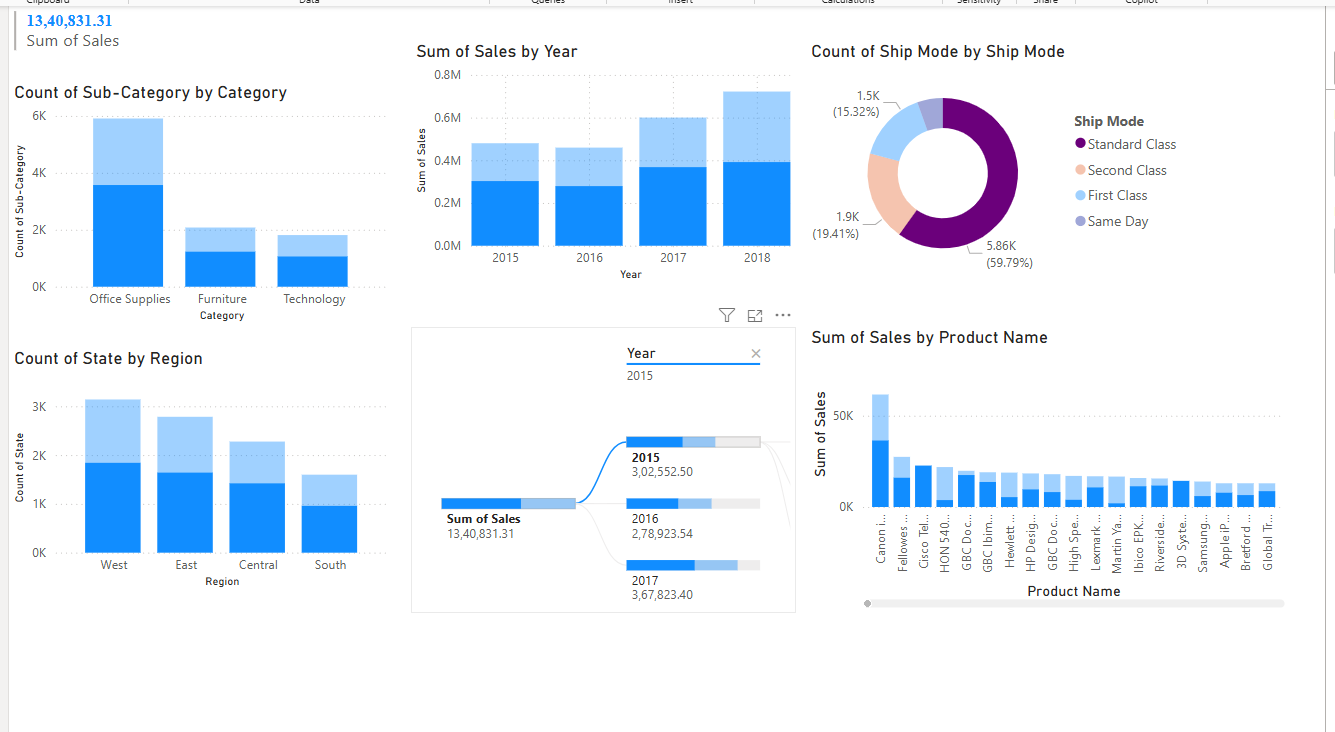 Clipboard
Data
Queries
Insert
Calculations
Sensitivity
Share
Copilot
13,40,831.31
Sum of Sales
Count of Sub-Category by Category
6K
4K
2K
0K
Count of Sub-Category
Office Supplies
Furniture
Technology
Category
Sum of Sales by Year
0.8M
0.6M
0.4M
0.2M
0.0M
Sum of Sales
2015
2016
2017
2018
Year
Count of Ship Mode by Ship Mode
1.5K
(15.32%)
1.9K
(19.41%)
5.86K
(59.79%)
Ship Mode
Standard Class
Second Class
First Class
Same Day
Count of State by Region
3K
2K
1K
0K
Count of State
West
East
Central
South
Region
Year
2015
2015
3,02,552.50
Sum of Sales
13,40,831.31
2016
2,78,923.54
2017
3,67,823.40
Sum of Sales by Product Name
50K
0K
Sum of Sales
Canon i...
Fellowes ...
Cisco Tel...
HON 540...
GBC Doc...
GBC Ibim...
Hewlett ...
HP Desig...
GBC Doc...
High Spe...
Lexmark ...
Martin Ya...
Ibico EPK...
Riverside...
3D Syste...
Samsung...
Apple iP...
Bretford ...
Global Tr...
Product Name